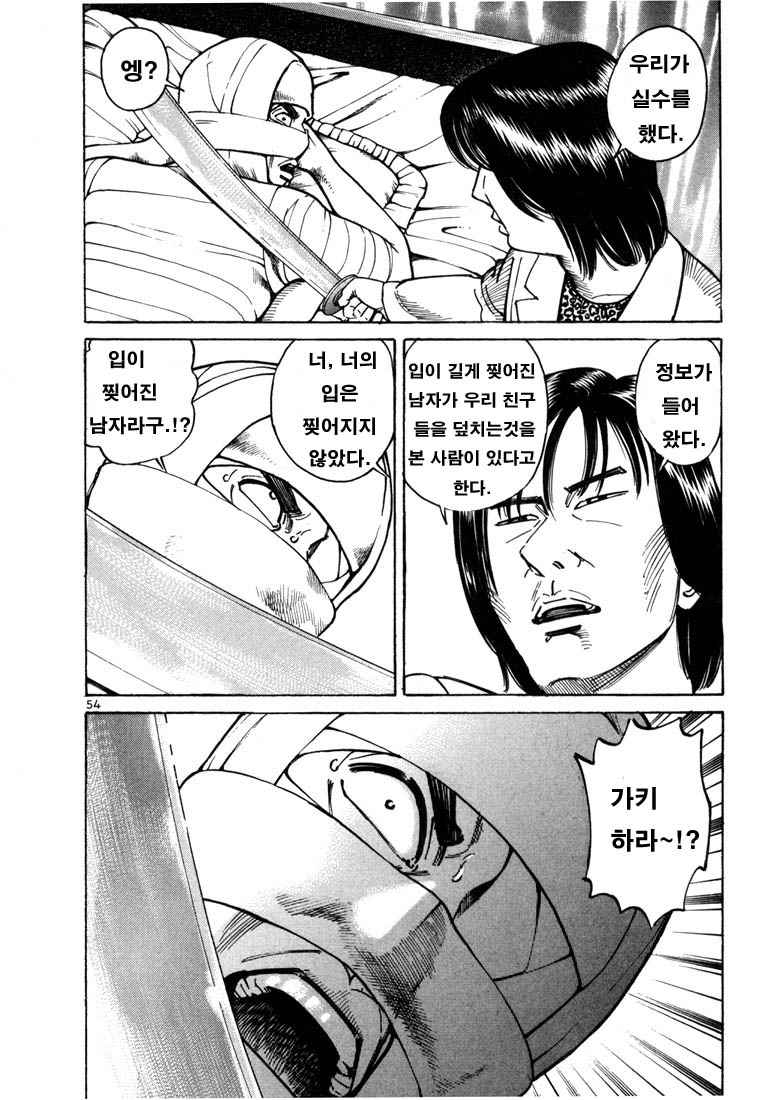 우리가
실수를
했다.
엥?
정보가
들어
왔다.
입이 길게 찢어진
남자가 우리 친구
들을 덮치는것을
본 사람이 있다고
한다.
너, 너의
입은
찢어지지
않았다.
입이
찢어진
남자라구.!?
54
가키
하라~!?